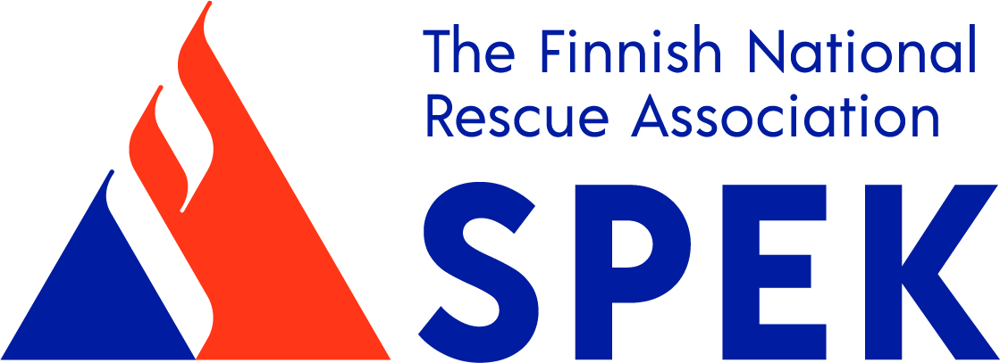 The Finnish National
Rescue Association
SPEK